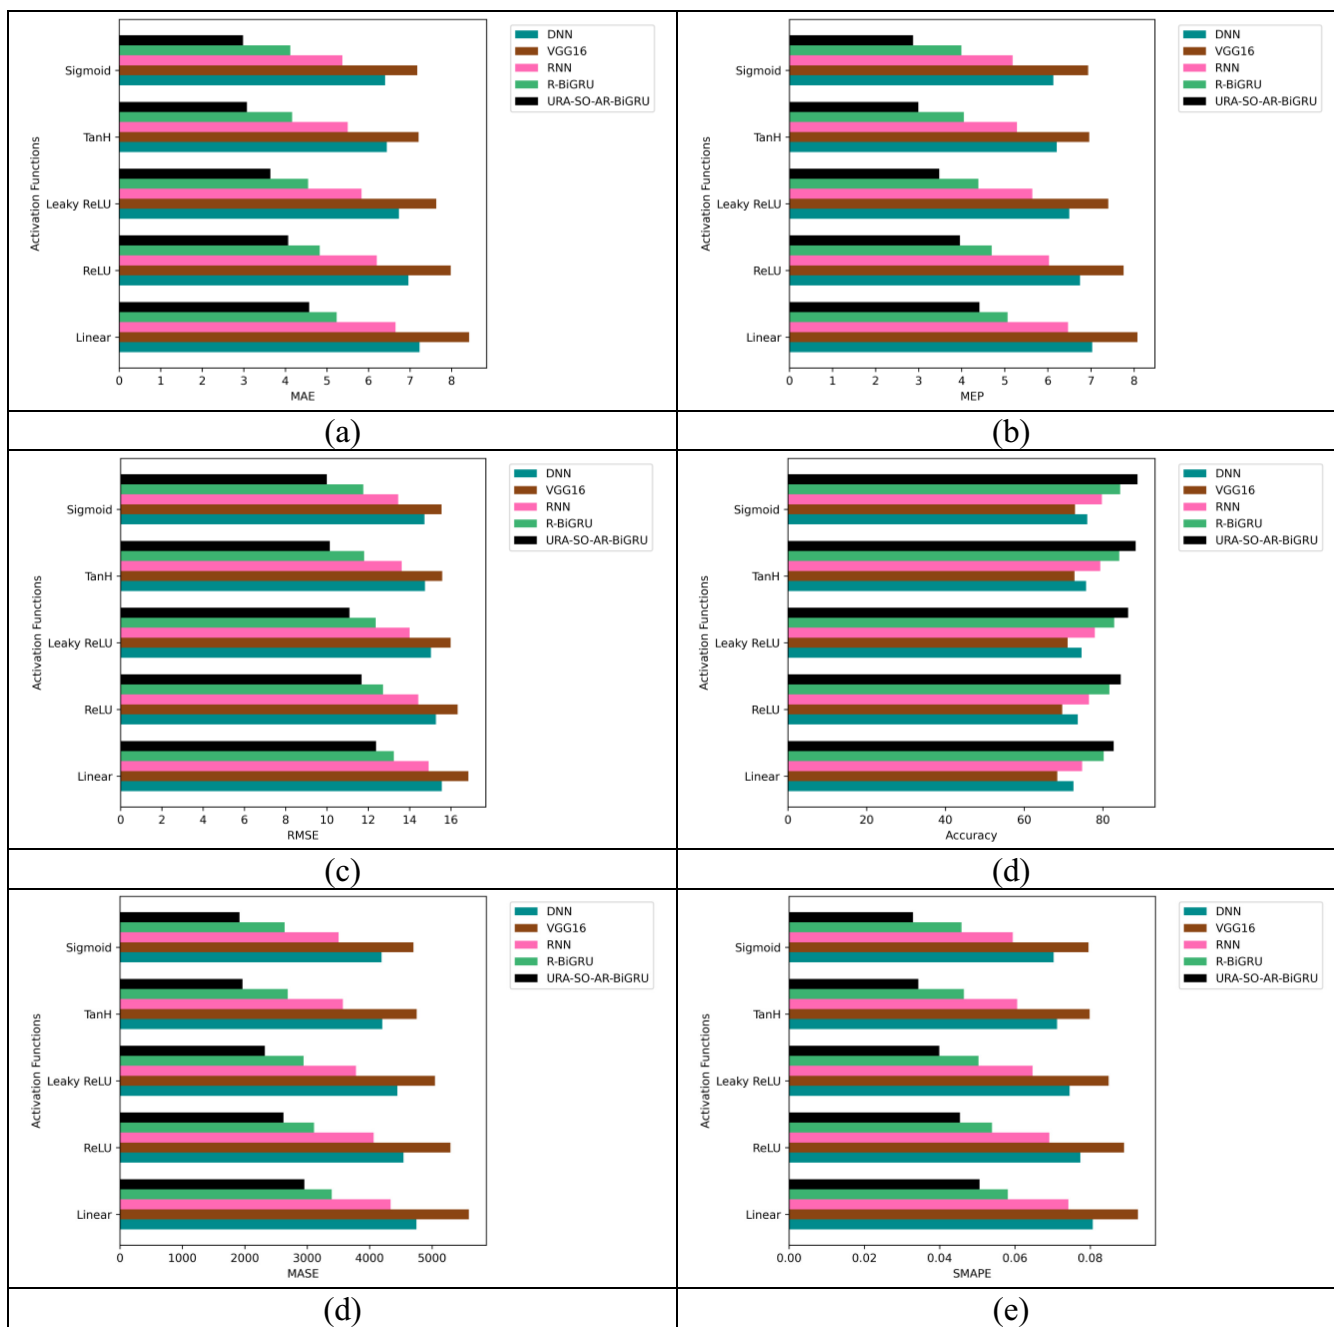 Activation Functions
Sigmoid
TanH
Leaky ReLU
ReLU
Linear
0 1 2 3 4 5 6 7 8
MAE
DNN
VGG16
RNN
R-BiGRU
URA-SO-AR-BiGRU
Activation Functions
Sigmoid
TanH
Leaky ReLU
ReLU
Linear
0 1 2 3 4 5 6 7 8
MEP
DNN
VGG16
RNN
R-BiGRU
URA-SO-AR-BiGRU
(a)
(b)
Activation Functions
Sigmoid
TanH
Leaky ReLU
ReLU
Linear
0 2 4 6 8 10 12 14 16
RMSE
DNN
VGG16
RNN
R-BiGRU
URA-SO-AR-BiGRU
Activation Functions
Sigmoid
TanH
Leaky ReLU
ReLU
Linear
0 20 40 60 80
Accuracy
DNN
VGG16
RNN
R-BiGRU
URA-SO-AR-BiGRU
(c)
(d)
Activation Functions
Sigmoid
TanH
Leaky ReLU
ReLU
Linear
0 1000 2000 3000 4000 5000
MASE
DNN
VGG16
RNN
R-BiGRU
URA-SO-AR-BiGRU
Activation Functions
Sigmoid
TanH
Leaky ReLU
ReLU
Linear
0.00 0.02 0.04 0.06 0.08
SMAPE
DNN
VGG16
RNN
R-BiGRU
URA-SO-AR-BiGRU
(d)
(e)